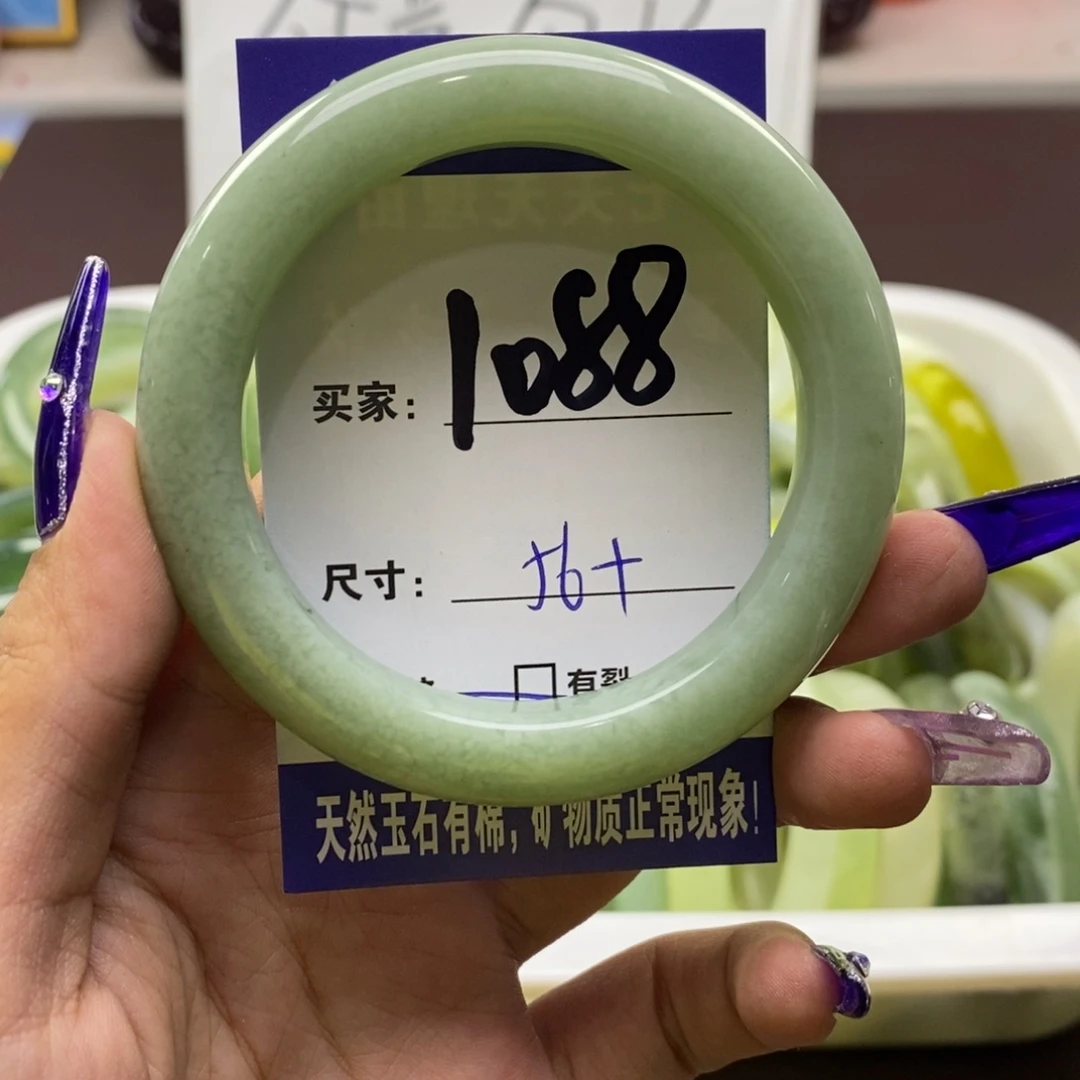 买家: 1088
尺寸: 56+
有裂
天然玉石有棉, 矿物质正常现象!